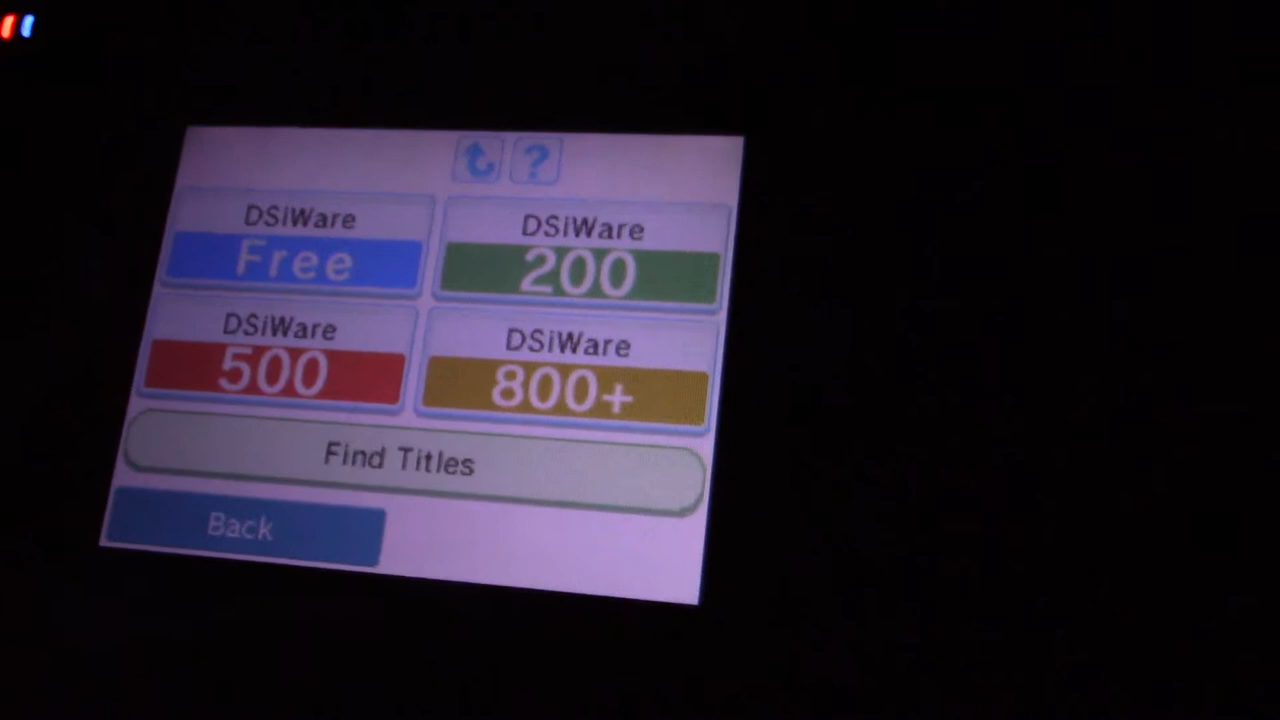 ?
DSiWare
Free
DSiWare
200
DSiWare
500
DSiWare
800+
Find Titles
Back